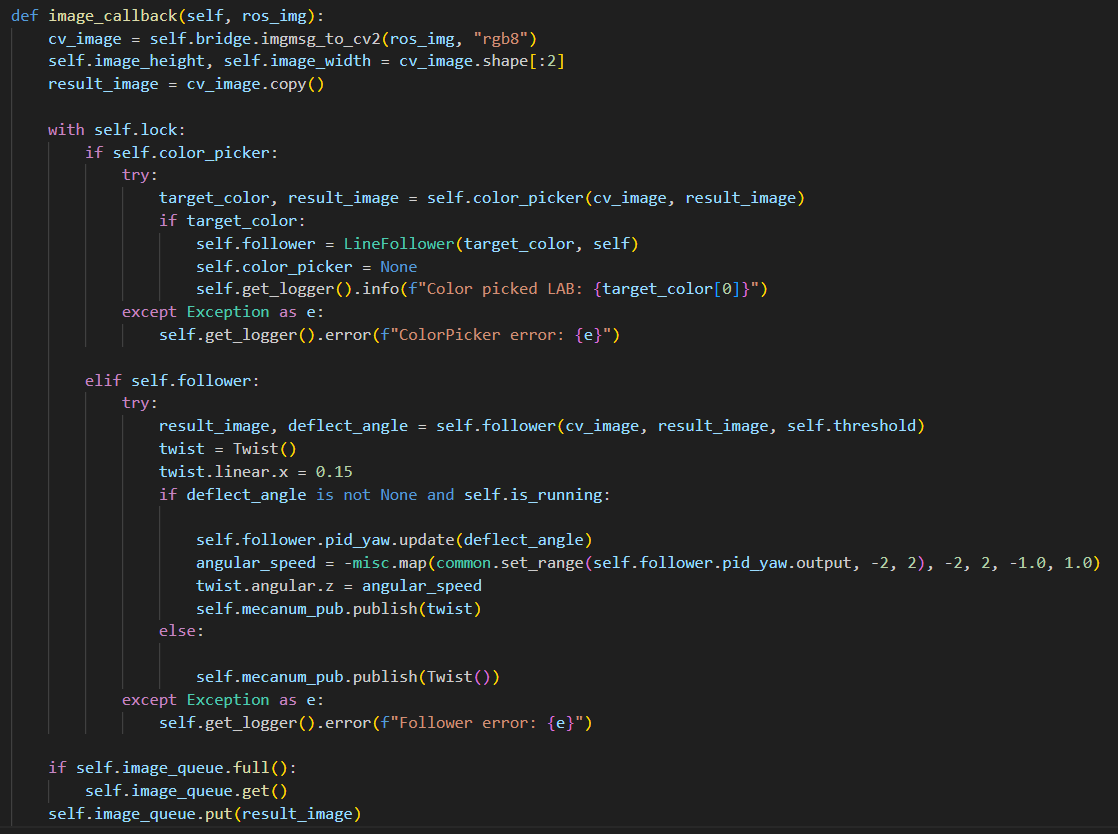 def image_callback(self, ros_img):
    cv_image = self.bridge.imgmsg_to_cv2(ros_img, "rgb8")
    self.image_height, self.image_width = cv_image.shape[:2]
    result_image = cv_image.copy()

    with self.lock:
        if self.color_picker:
            try:
                target_color, result_image = self.color_picker(cv_image, result_image)
                if target_color:
                    self.follower = LineFollower(target_color, self)
                    self.color_picker = None
                    self.get_logger().info(f"Color picked LAB: {target_color[0]}")
            except Exception as e:
                self.get_logger().error(f"ColorPicker error: {e}")

        elif self.follower:
            try:
                result_image, deflect_angle = self.follower(cv_image, result_image, self.threshold)
                twist = Twist()
                twist.linear.x = 0.15
                if deflect_angle is not None and self.is_running:

                    self.follower.pid_yaw.update(deflect_angle)
                    angular_speed = -misc.map(common.set_range(self.follower.pid_yaw.output, -2, 2), -2, 2, -1.0, 1.0)
                    twist.angular.z = angular_speed
                    self.mecanum_pub.publish(twist)
                else:

                    self.mecanum_pub.publish(Twist())
            except Exception as e:
                self.get_logger().error(f"Follower error: {e}")

    if self.image_queue.full():
        self.image_queue.get()
    self.image_queue.put(result_image)